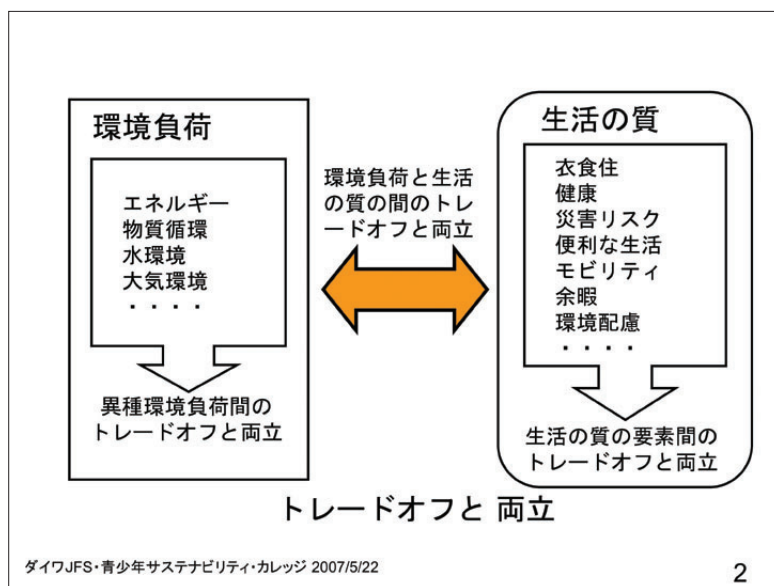 環境負荷
エネルギー
物質循環
水環境
大気環境
・・・・
異種環境負荷間の
トレードオフと両立
環境負荷と生活
の質の間のトレ
ードオフと両立
生活の質
衣食住
健康
災害リスク
便利な生活
モビリティ
余暇
環境配慮
・・・・
生活の質の要素間の
トレードオフと両立
トレードオフと 両立
ダイワJFS・青少年サステナビリティ・カレッジ 2007/5/22
2